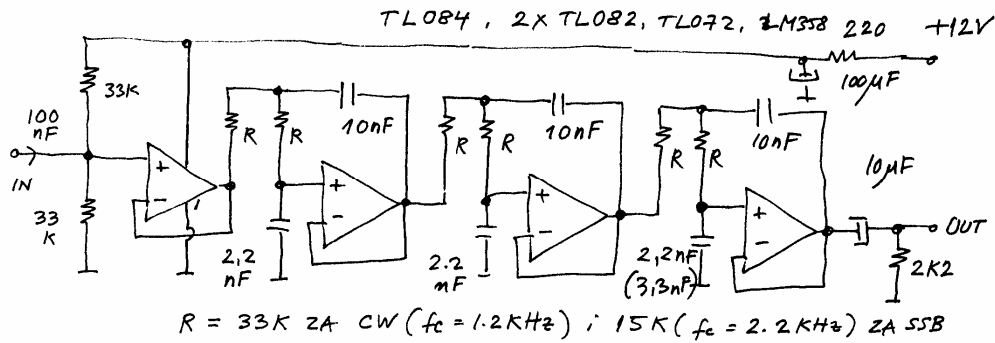 TL084, 2x TL082, TL072, LM358
220
+12V
33K
100µF
100
nF
R
R
10nF
R
R
10nF
R
R
10nF
10µF
IN
+
-
+
-
+
-
+
-
33
K
2,2
nF
2.2
nF
2,2nF
(3,3nF)
OUT
2K2
R = 33K ZA CW (fc = 1.2KHz) ; 15K (fc = 2.2KHz) ZA SSB